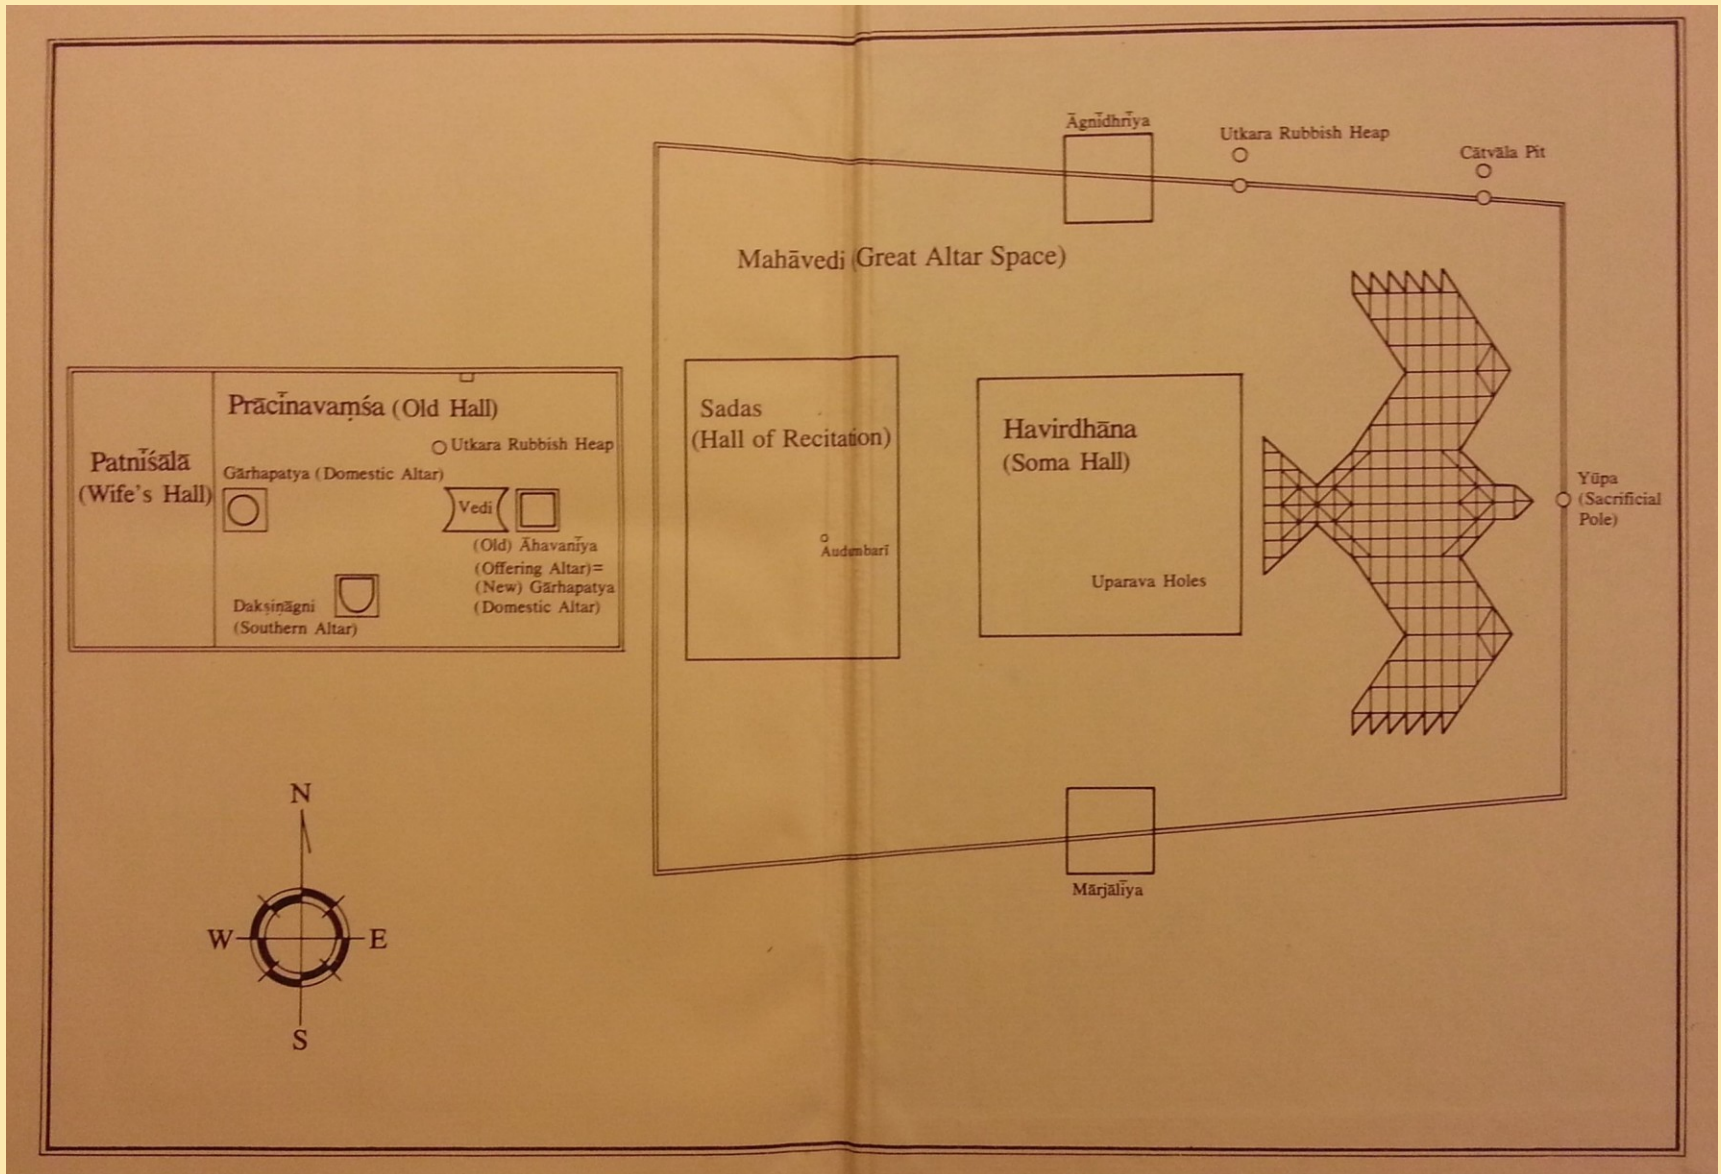 Āgnīdhrīya
Utkara Rubbish Heap
Cātvāla Pit
Mahāvedi (Great Altar Space)
Prācīnavaṃśa (Old Hall)
Utkara Rubbish Heap
Patnīśālā
(Wife's Hall)
Gārhapatya (Domestic Altar)
Vedi
(Old) Āhavanīya
(Offering Altar)=
(New) Gārhapatya
(Domestic Altar)
Dakṣiṇāgni
(Southern Altar)
Sadas
(Hall of Recitation)
Audumbarī
Havirdhāna
(Soma Hall)
Uparava Holes
Yūpa
(Sacrificial
Pole)
Mārjālīya
N
W
E
S